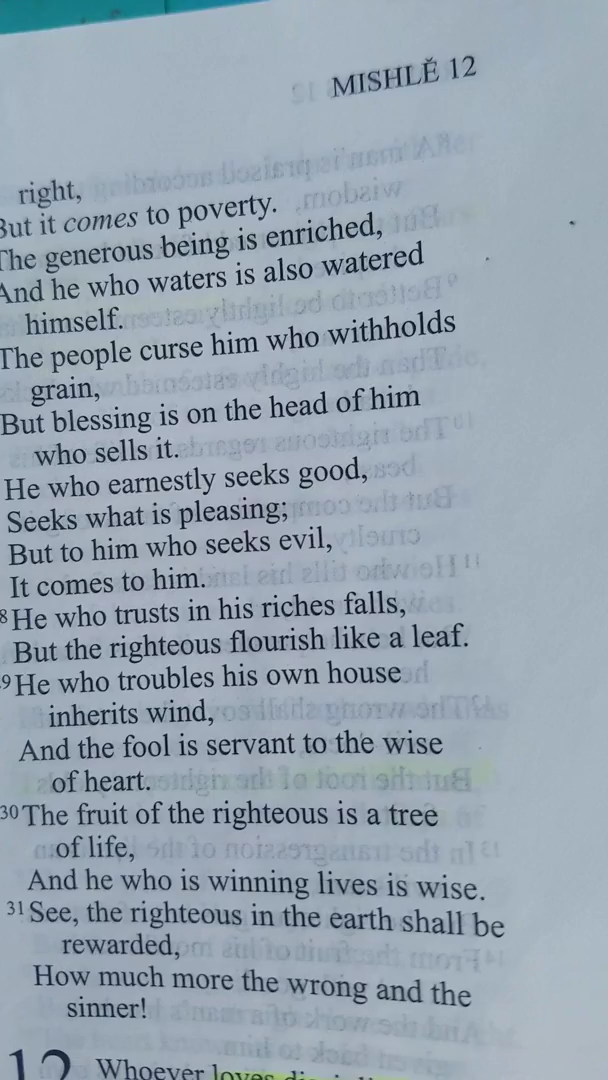 MISHLĔ 12
right,
But it comes to poverty.
The generous being is enriched,
And he who waters is also watered
himself.
The people curse him who withholds
grain,
But blessing is on the head of him
who sells it.
He who earnestly seeks good,
Seeks what is pleasing;
But to him who seeks evil,
It comes to him.
8 He who trusts in his riches falls,
But the righteous flourish like a leaf.
9 He who troubles his own house
inherits wind,
And the fool is servant to the wise
of heart.
30 The fruit of the righteous is a tree
of life,
And he who is winning lives is wise.
31 See, the righteous in the earth shall be
rewarded,
How much more the wrong and the
sinner!
12 Whoever loves